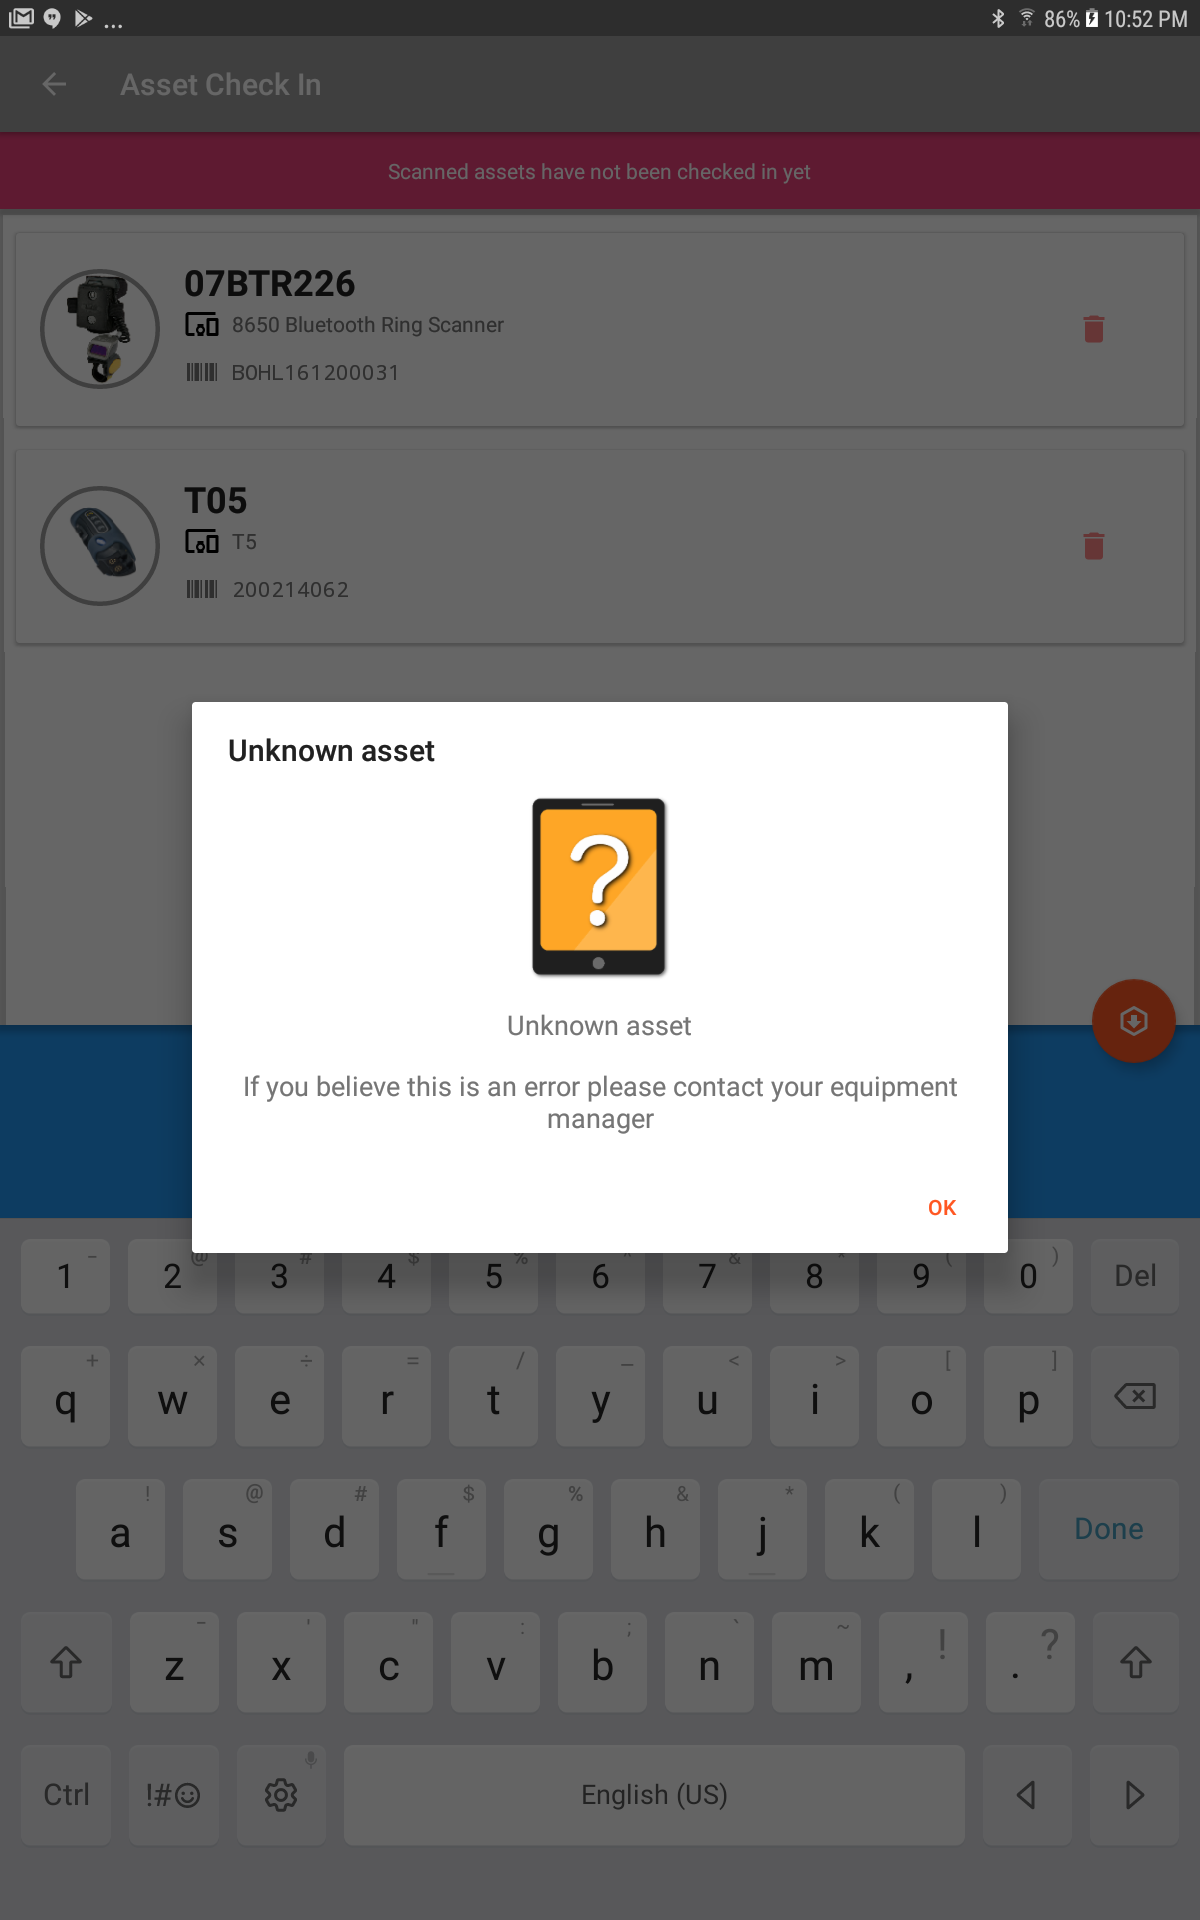 ... 86% 10:52 PM
Asset Check In
Scanned assets have not been checked in yet
07BTR226
8650 Bluetooth Ring Scanner
B0HL161200031
T05
T5
200214062
Unknown asset
?
Unknown asset
If you believe this is an error please contact your equipment
manager
OK
1 2 @ 3 # 4 $ 5 % 6 ^ 7 & 8 * 9 ( 0 ) Del
q + w × e ÷ r = t / y _ u < i > o [ p ]
a ! s @ d # f $ g % h & j * k ( l ) Done
z - x ' c " v : b ; n ` m ~ , ! . ?
Ctrl !#☺ English (US)